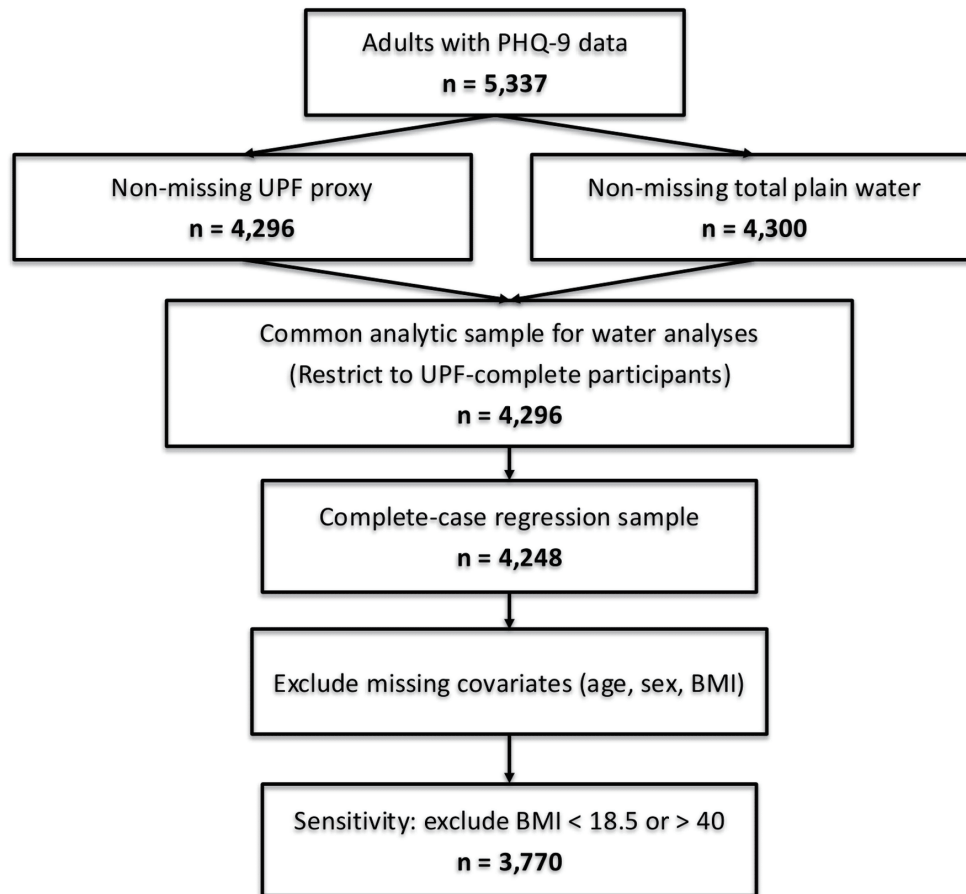 Adults with PHQ-9 data
n = 5,337
Non-missing UPF proxy
n = 4,296
Non-missing total plain water
n = 4,300
Common analytic sample for water analyses
(Restrict to UPF-complete participants)
n = 4,296
Complete-case regression sample
n = 4,248
Exclude missing covariates (age, sex, BMI)
Sensitivity: exclude BMI < 18.5 or > 40
n = 3,770